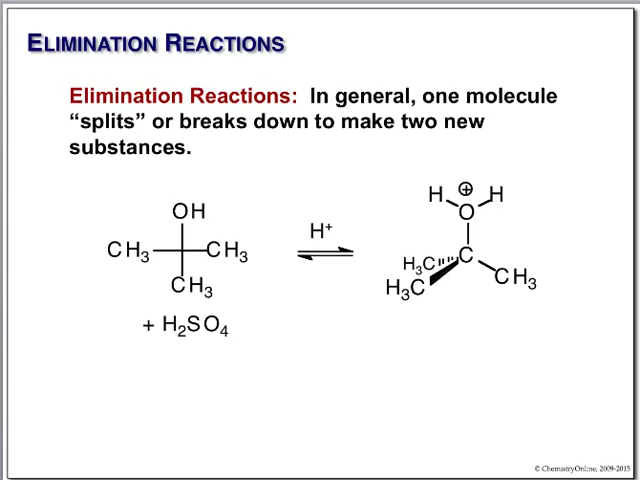 ELIMINATION REACTIONS
Elimination Reactions: In general, one molecule
“splits” or breaks down to make two new
substances.
OH
CH3 CH3
CH3
+ H2SO4
H+
H ⊕ H
O
H3C C
H3C CH3
© ChemistryOnline, 2009-2015